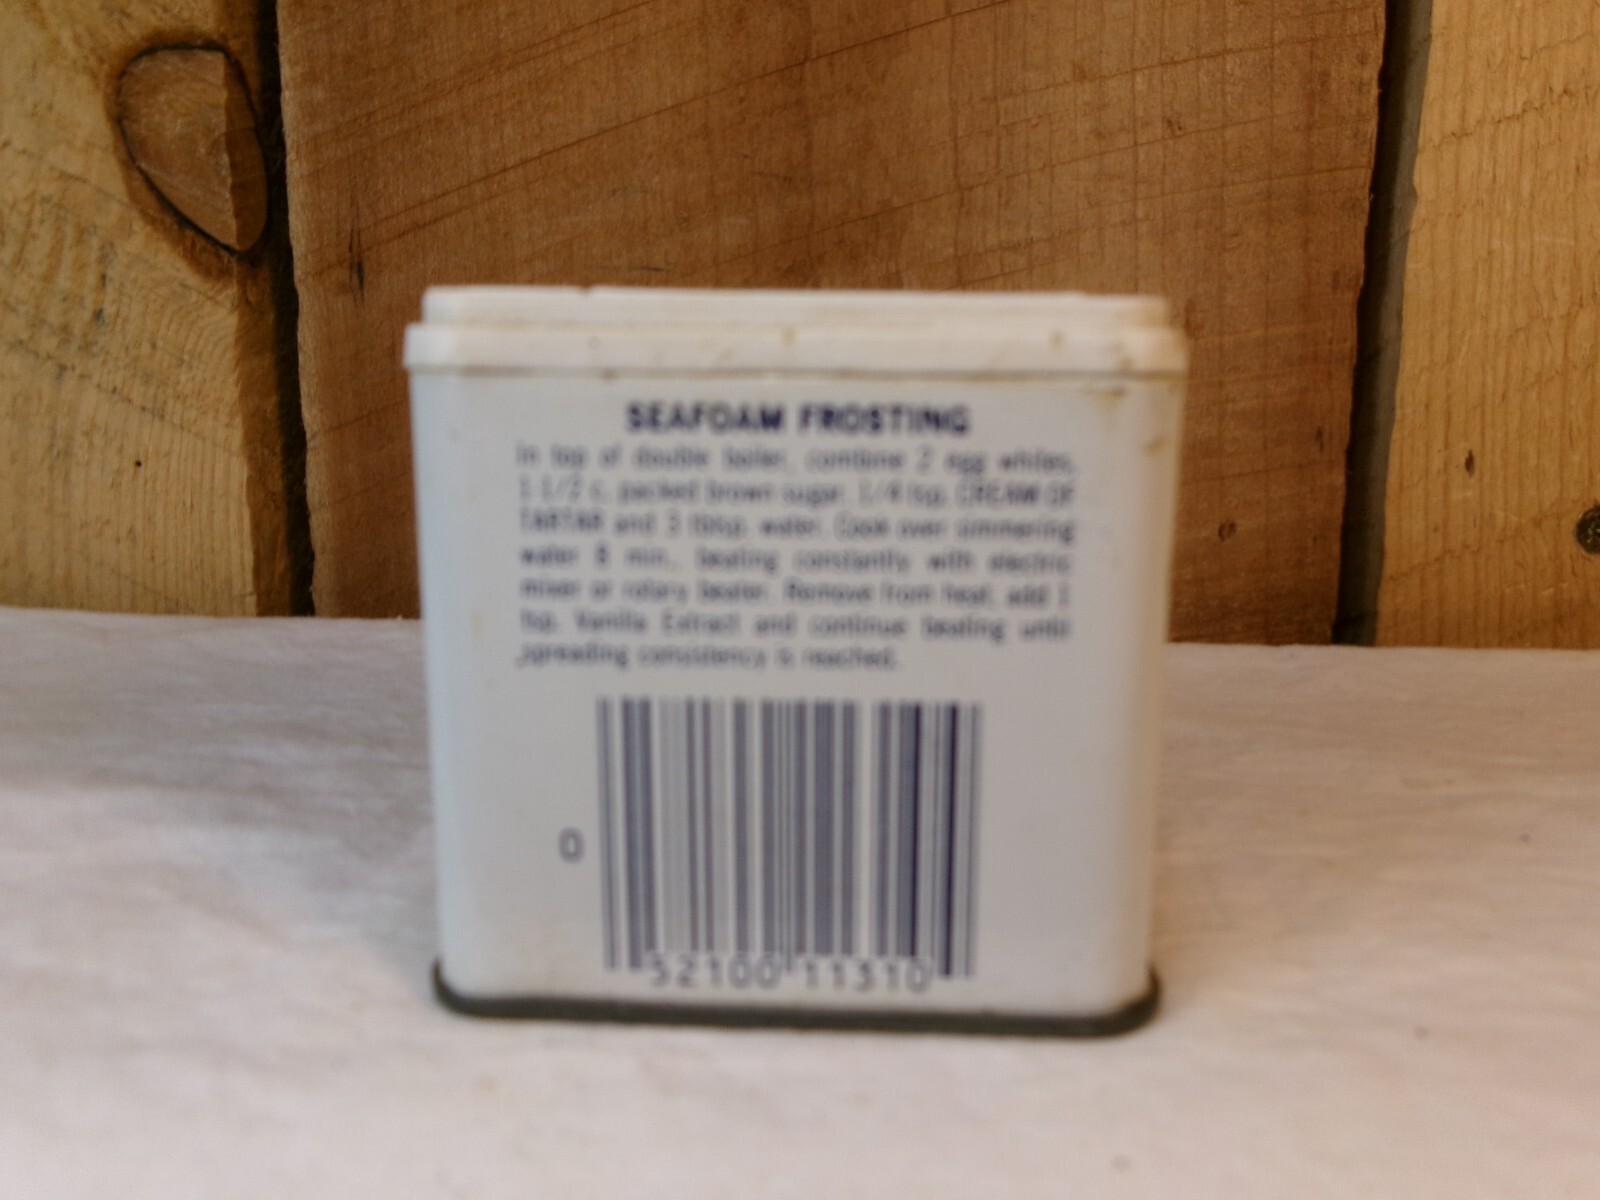 SEAFOAM FROSTING
In top of double boiler, combine 2 egg whites,
1 1/2 c. packed brown sugar, 1/4 tsp. CREAM OF
TARTAR and 3 tblsp. water. Cook over simmering
water 8 min., beating constantly with electric
mixer or rotary beater. Remove from heat, add 1
tsp. Vanilla Extract and continue beating until
spreading consistency is reached.
0
52100 11310